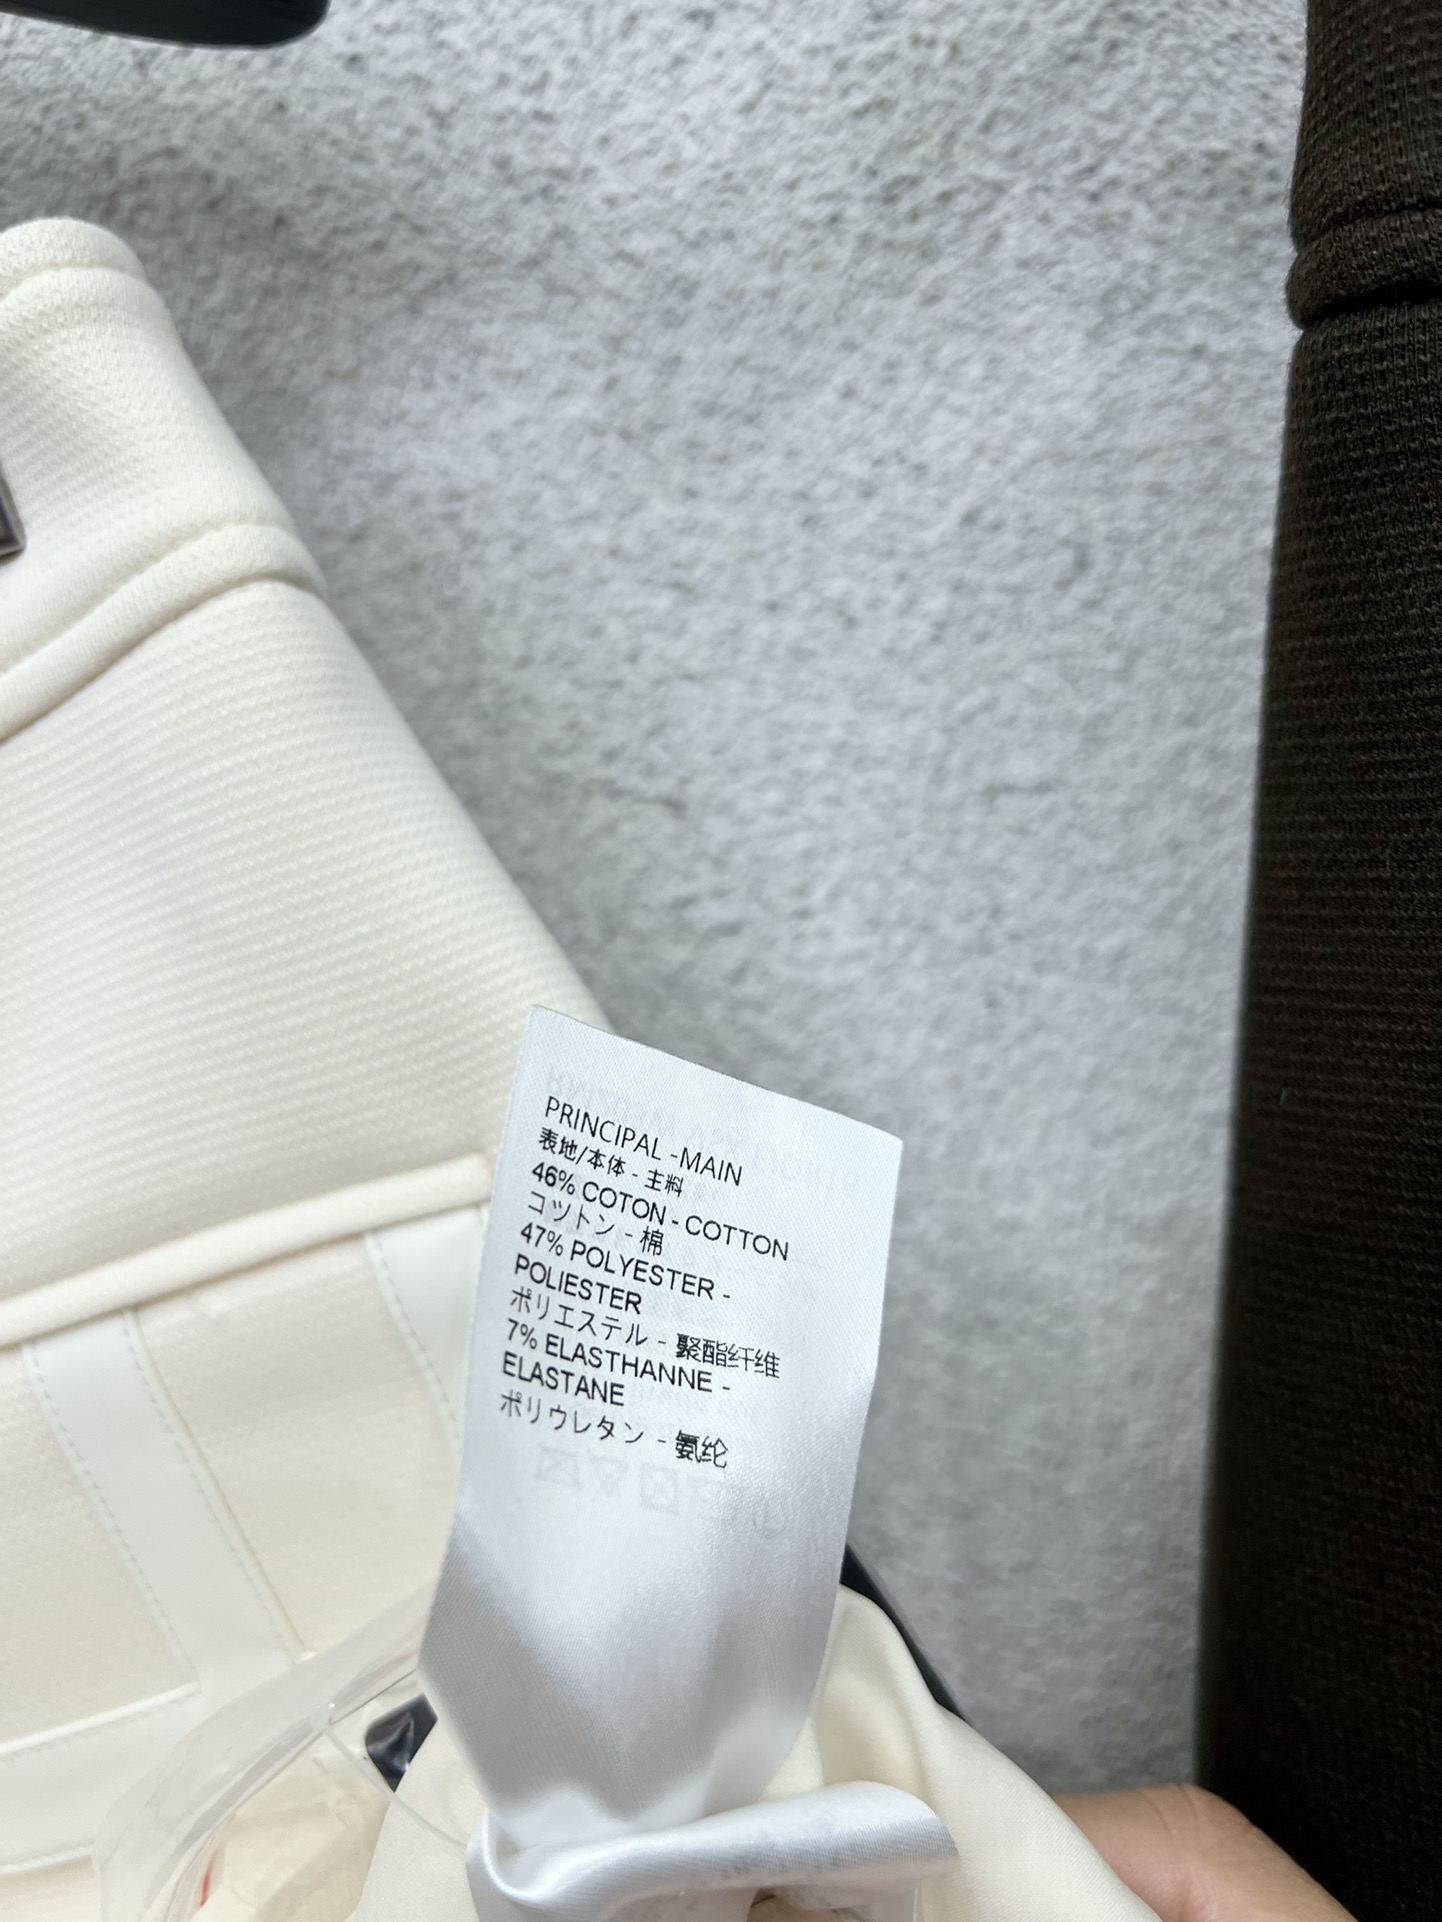 PRINCIPAL -MAIN
表地/本体 - 主料
46% COTON - COTTON
コットン - 棉
47% POLYESTER -
POLIESTER
ポリエステル - 聚酯纤维
7% ELASTHANNE -
ELASTANE
ポリウレタン - 氨纶